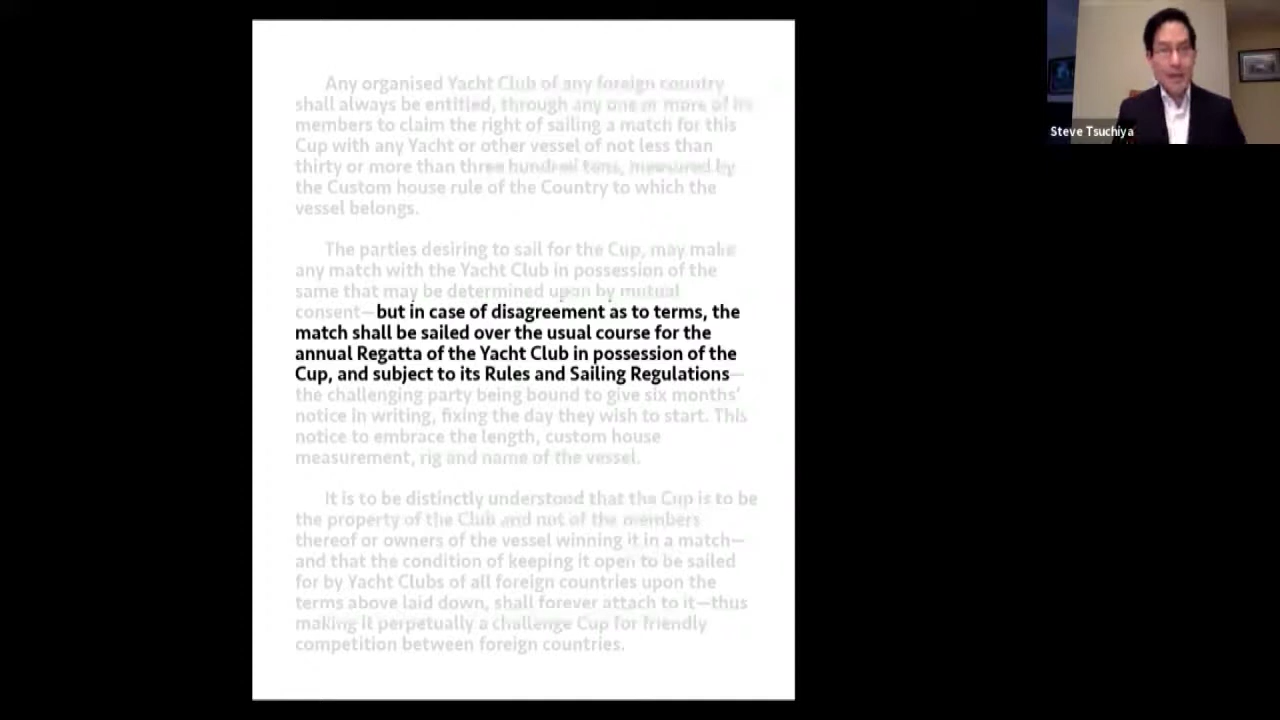 Any organised Yacht Club of any foreign country
shall always be entitled, through any one or more of its
members to claim the right of sailing a match for this
Cup with any Yacht or other vessel of not less than
thirty or more than three hundred tons, measured by
the Custom house rule of the Country to which the
vessel belongs.
The parties desiring to sail for the Cup, may make
any match with the Yacht Club in possession of the
same that may be determined upon by mutual
consent—but in case of disagreement as to terms, the
match shall be sailed over the usual course for the
annual Regatta of the Yacht Club in possession of the
Cup, and subject to its Rules and Sailing Regulations—
the challenging party being bound to give six months'
notice in writing, fixing the day they wish to start. This
notice to embrace the length, custom house
measurement, rig and name of the vessel.
It is to be distinctly understood that the Cup is to be
the property of the Club and not of the members
thereof or owners of the vessel winning it in a match—
and that the condition of keeping it open to be sailed
for by Yacht Clubs of all foreign countries upon the
terms above laid down, shall forever attach to it—thus
making it perpetually a challenge Cup for friendly
competition between foreign countries.
Steve Tsuchiya